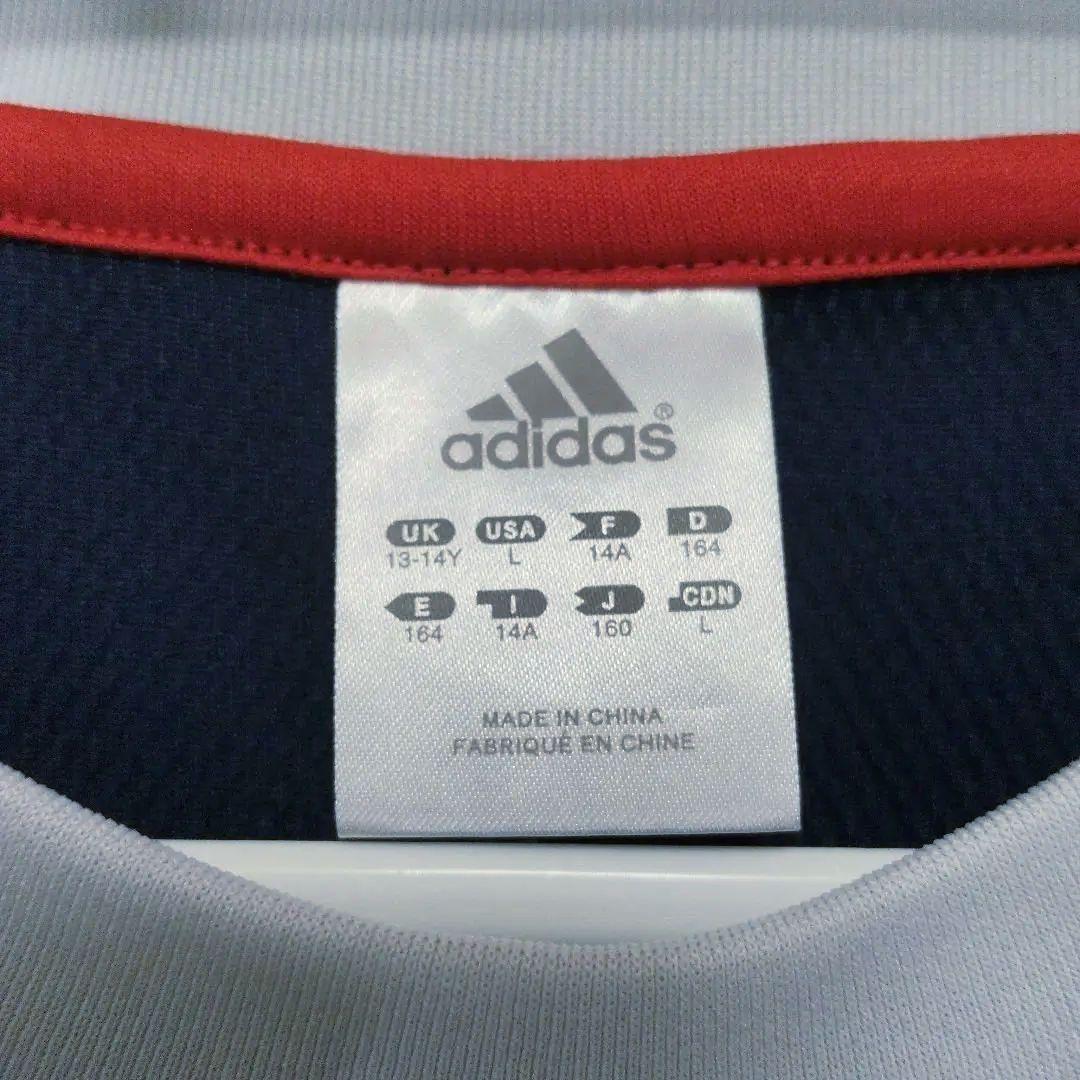 adidas®
UK USA F D
13-14Y L 14A 164
E I J CDN
164 14A 160 L
MADE IN CHINA
FABRIQUÉ EN CHINE